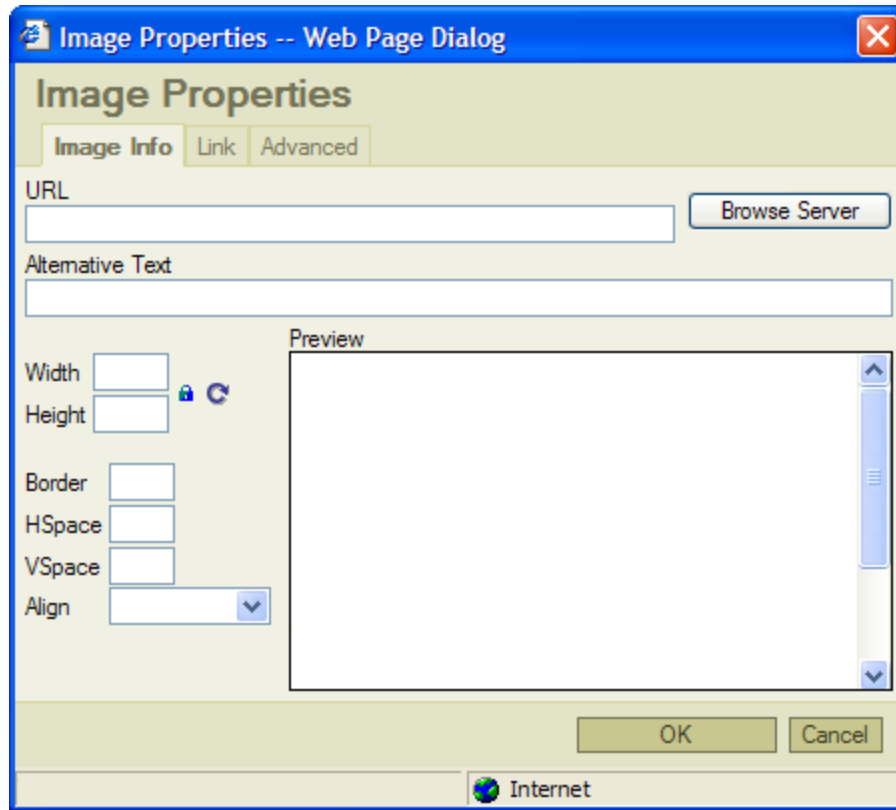 Image Properties -- Web Page Dialog
Image Properties
Image Info Link Advanced
URL
Browse Server
Alternative Text
Preview
Width
Height
Border
HSpace
VSpace
Align
OK Cancel
Internet